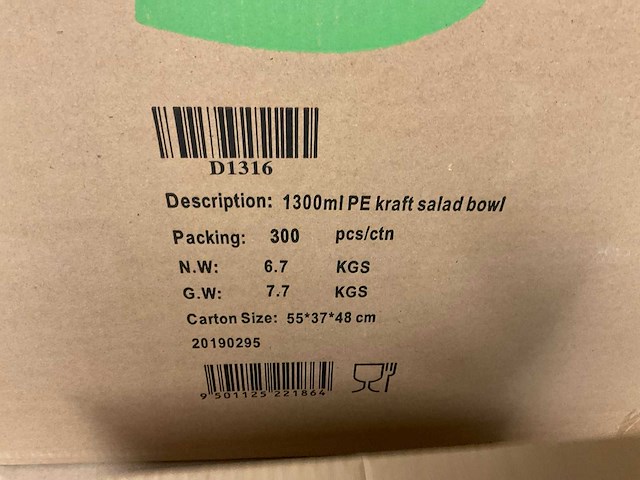 D1316
Description: 1300ml PE kraft salad bowl
Packing: 300 pcs/ctn
N.W: 6.7 KGS
G.W: 7.7 KGS
Carton Size: 55*37*48 cm
20190295
9 501125 221864